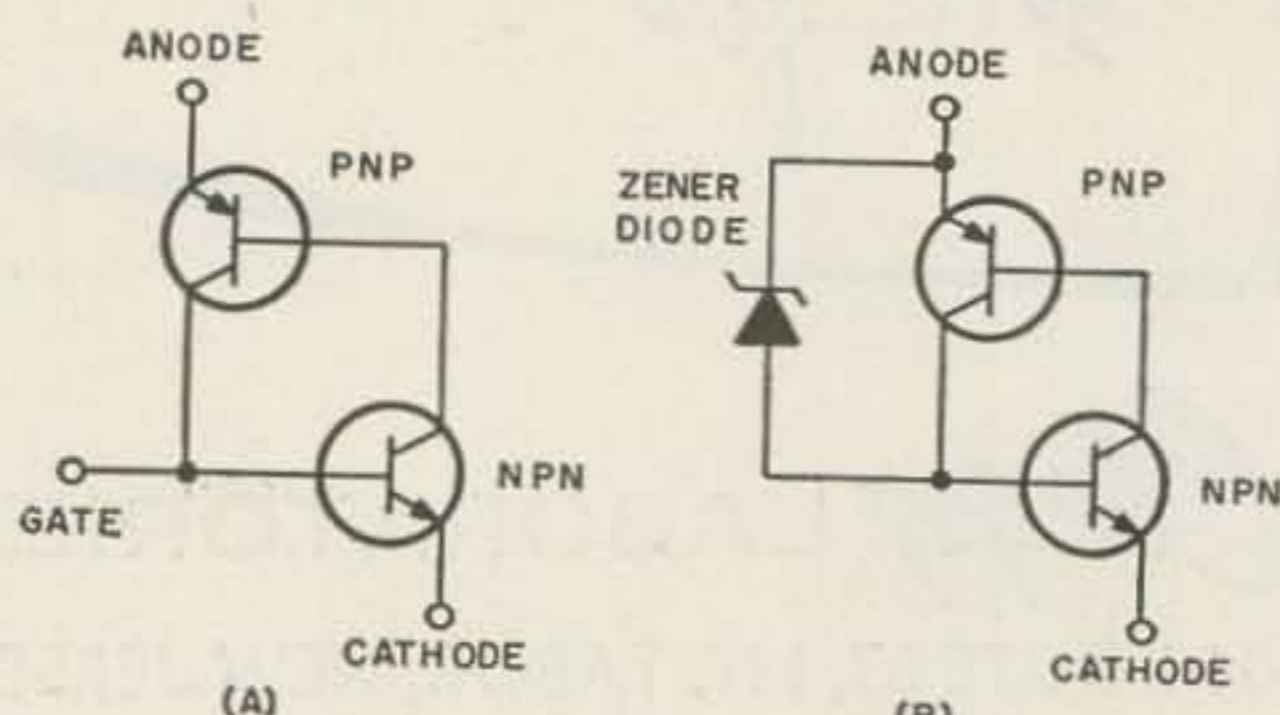 ANODE
PNP
NPN
GATE
CATHODE
(A)
ANODE
ZENER
DIODE
PNP
NPN
CATHODE
(B)